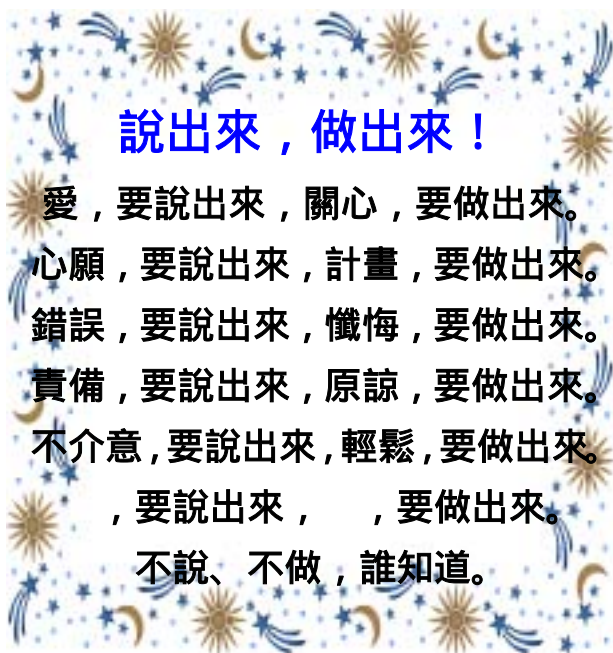 說出來，做出來！
愛，要說出來，關心，要做出來。
心願，要說出來，計畫，要做出來。
錯誤，要說出來，懺悔，要做出來。
責備，要說出來，原諒，要做出來。
不介意，要說出來，輕鬆，要做出來。
，要說出來，　，要做出來。
不說、不做，誰知道。